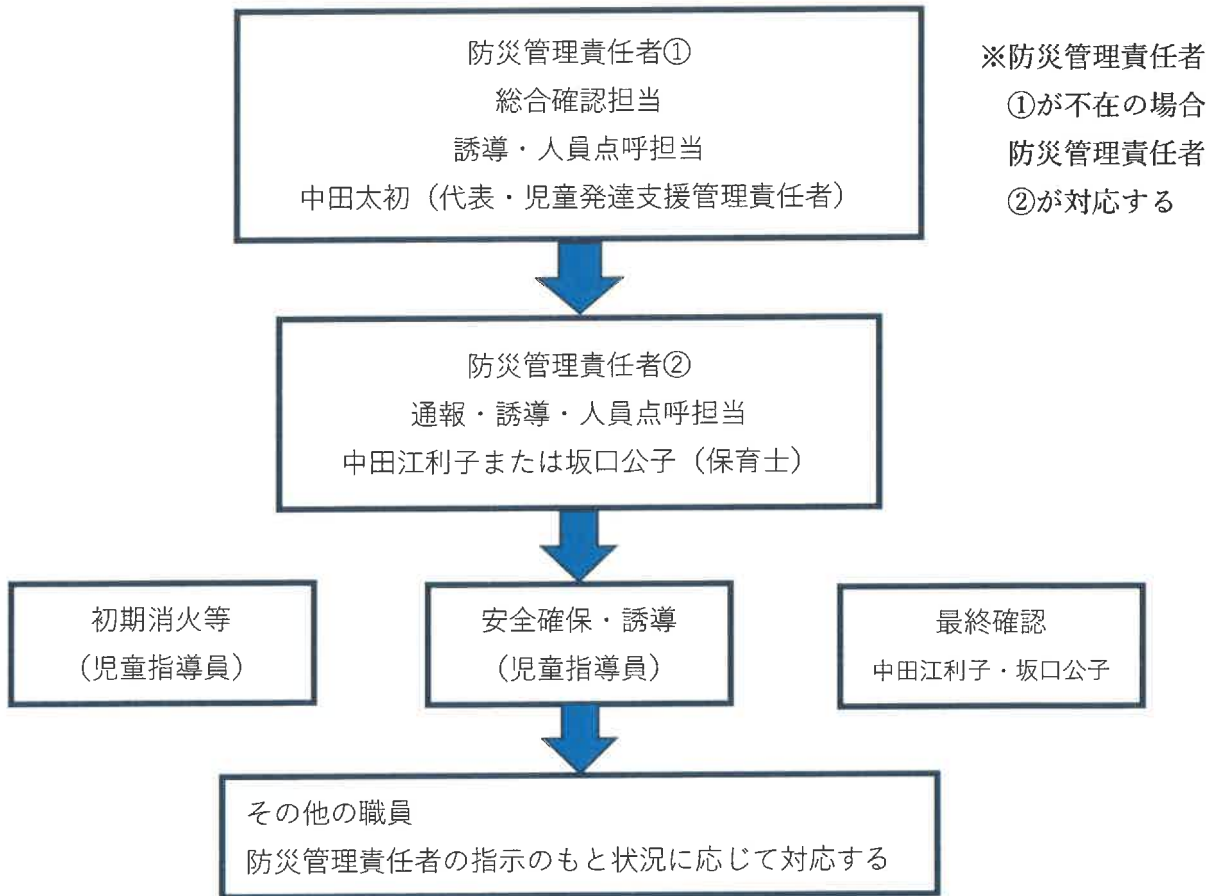 防災管理責任者①
総合確認担当
誘導・人員点呼担当
中田太初（代表・児童発達支援管理責任者）
※防災管理責任者
①が不在の場合
防災管理責任者
②が対応する
防災管理責任者②
通報・誘導・人員点呼担当
中田江利子または坂口公子（保育士）
初期消火等
（児童指導員）
安全確保・誘導
（児童指導員）
最終確認
中田江利子・坂口公子
その他の職員
防災管理責任者の指示のもと状況に応じて対応する